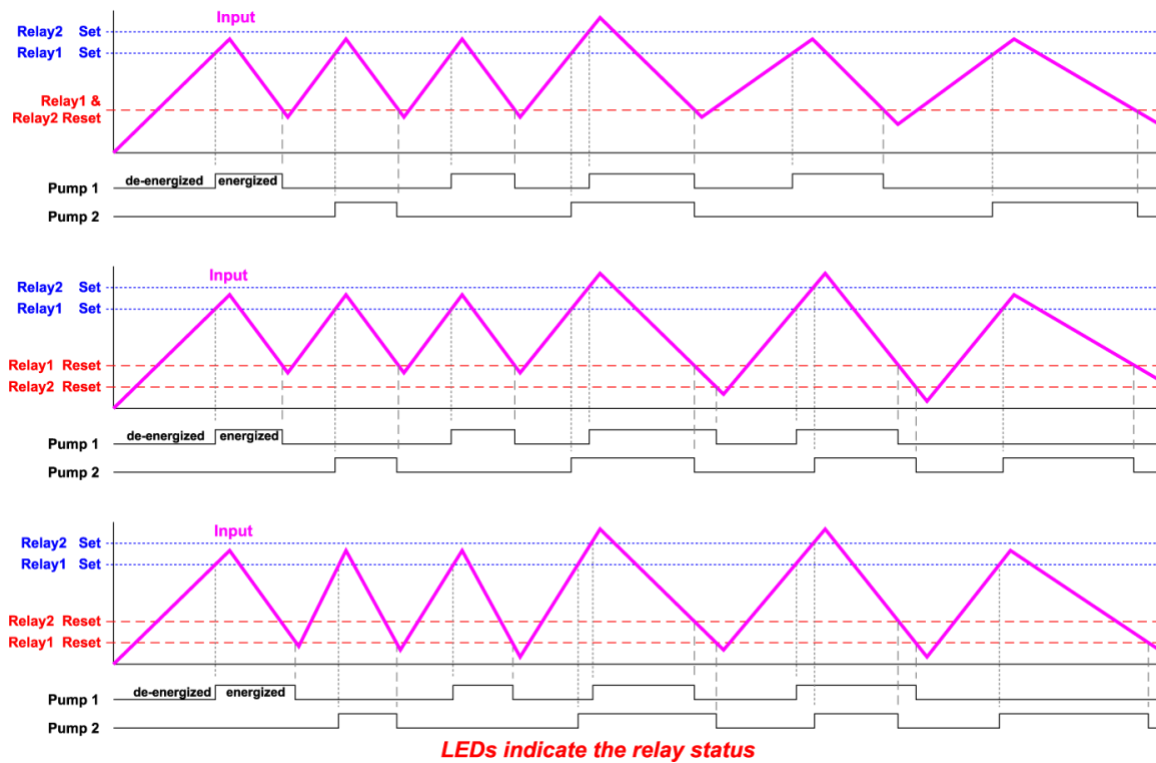 Input
Relay2 Set
Relay1 Set
Relay1 &
Relay2 Reset
de-energized energized
Pump 1
Pump 2
Input
Relay2 Set
Relay1 Set
Relay1 Reset
Relay2 Reset
de-energized energized
Pump 1
Pump 2
Input
Relay2 Set
Relay1 Set
Relay2 Reset
Relay1 Reset
de-energized energized
Pump 1
Pump 2
LEDs indicate the relay status